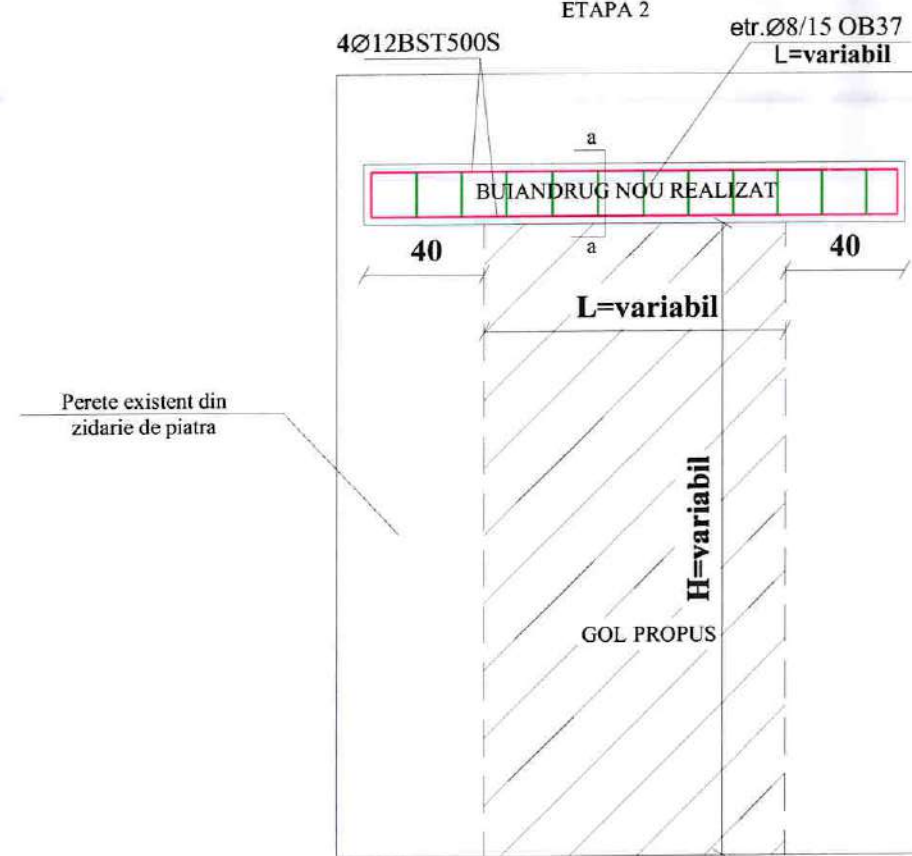 ETAPA 2
4Ø12BST500S
etr.Ø8/15 OB37
L=variabil
a
BUIANDRUG NOU REALIZAT
a
40
40
L=variabil
Perete existent din
zidarie de piatra
H=variabil
GOL PROPUS